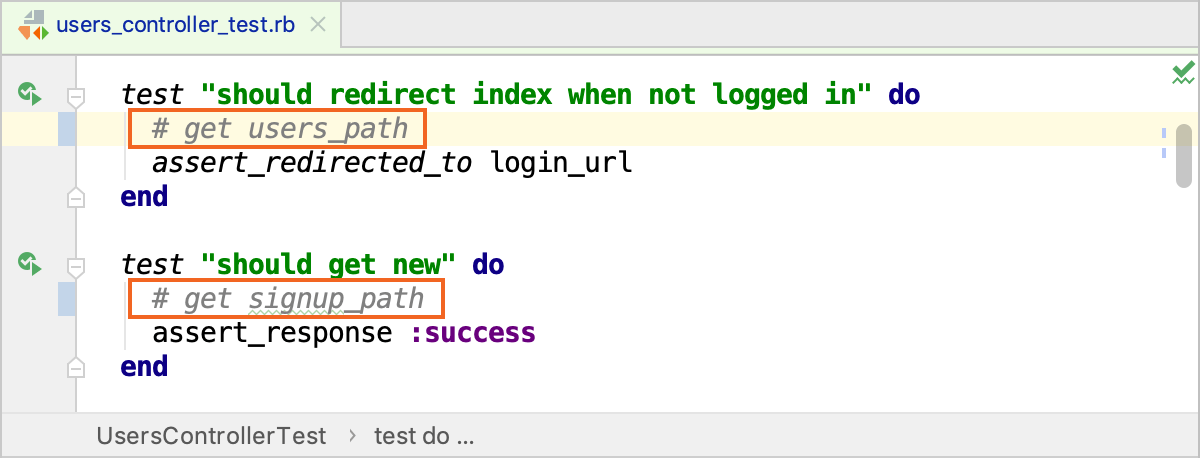 users_controller_test.rb
test "should redirect index when not logged in" do
# get users_path
assert_redirected_to login_url
end
test "should get new" do
# get signup_path
assert_response :success
end
UsersControllerTest › test do ...